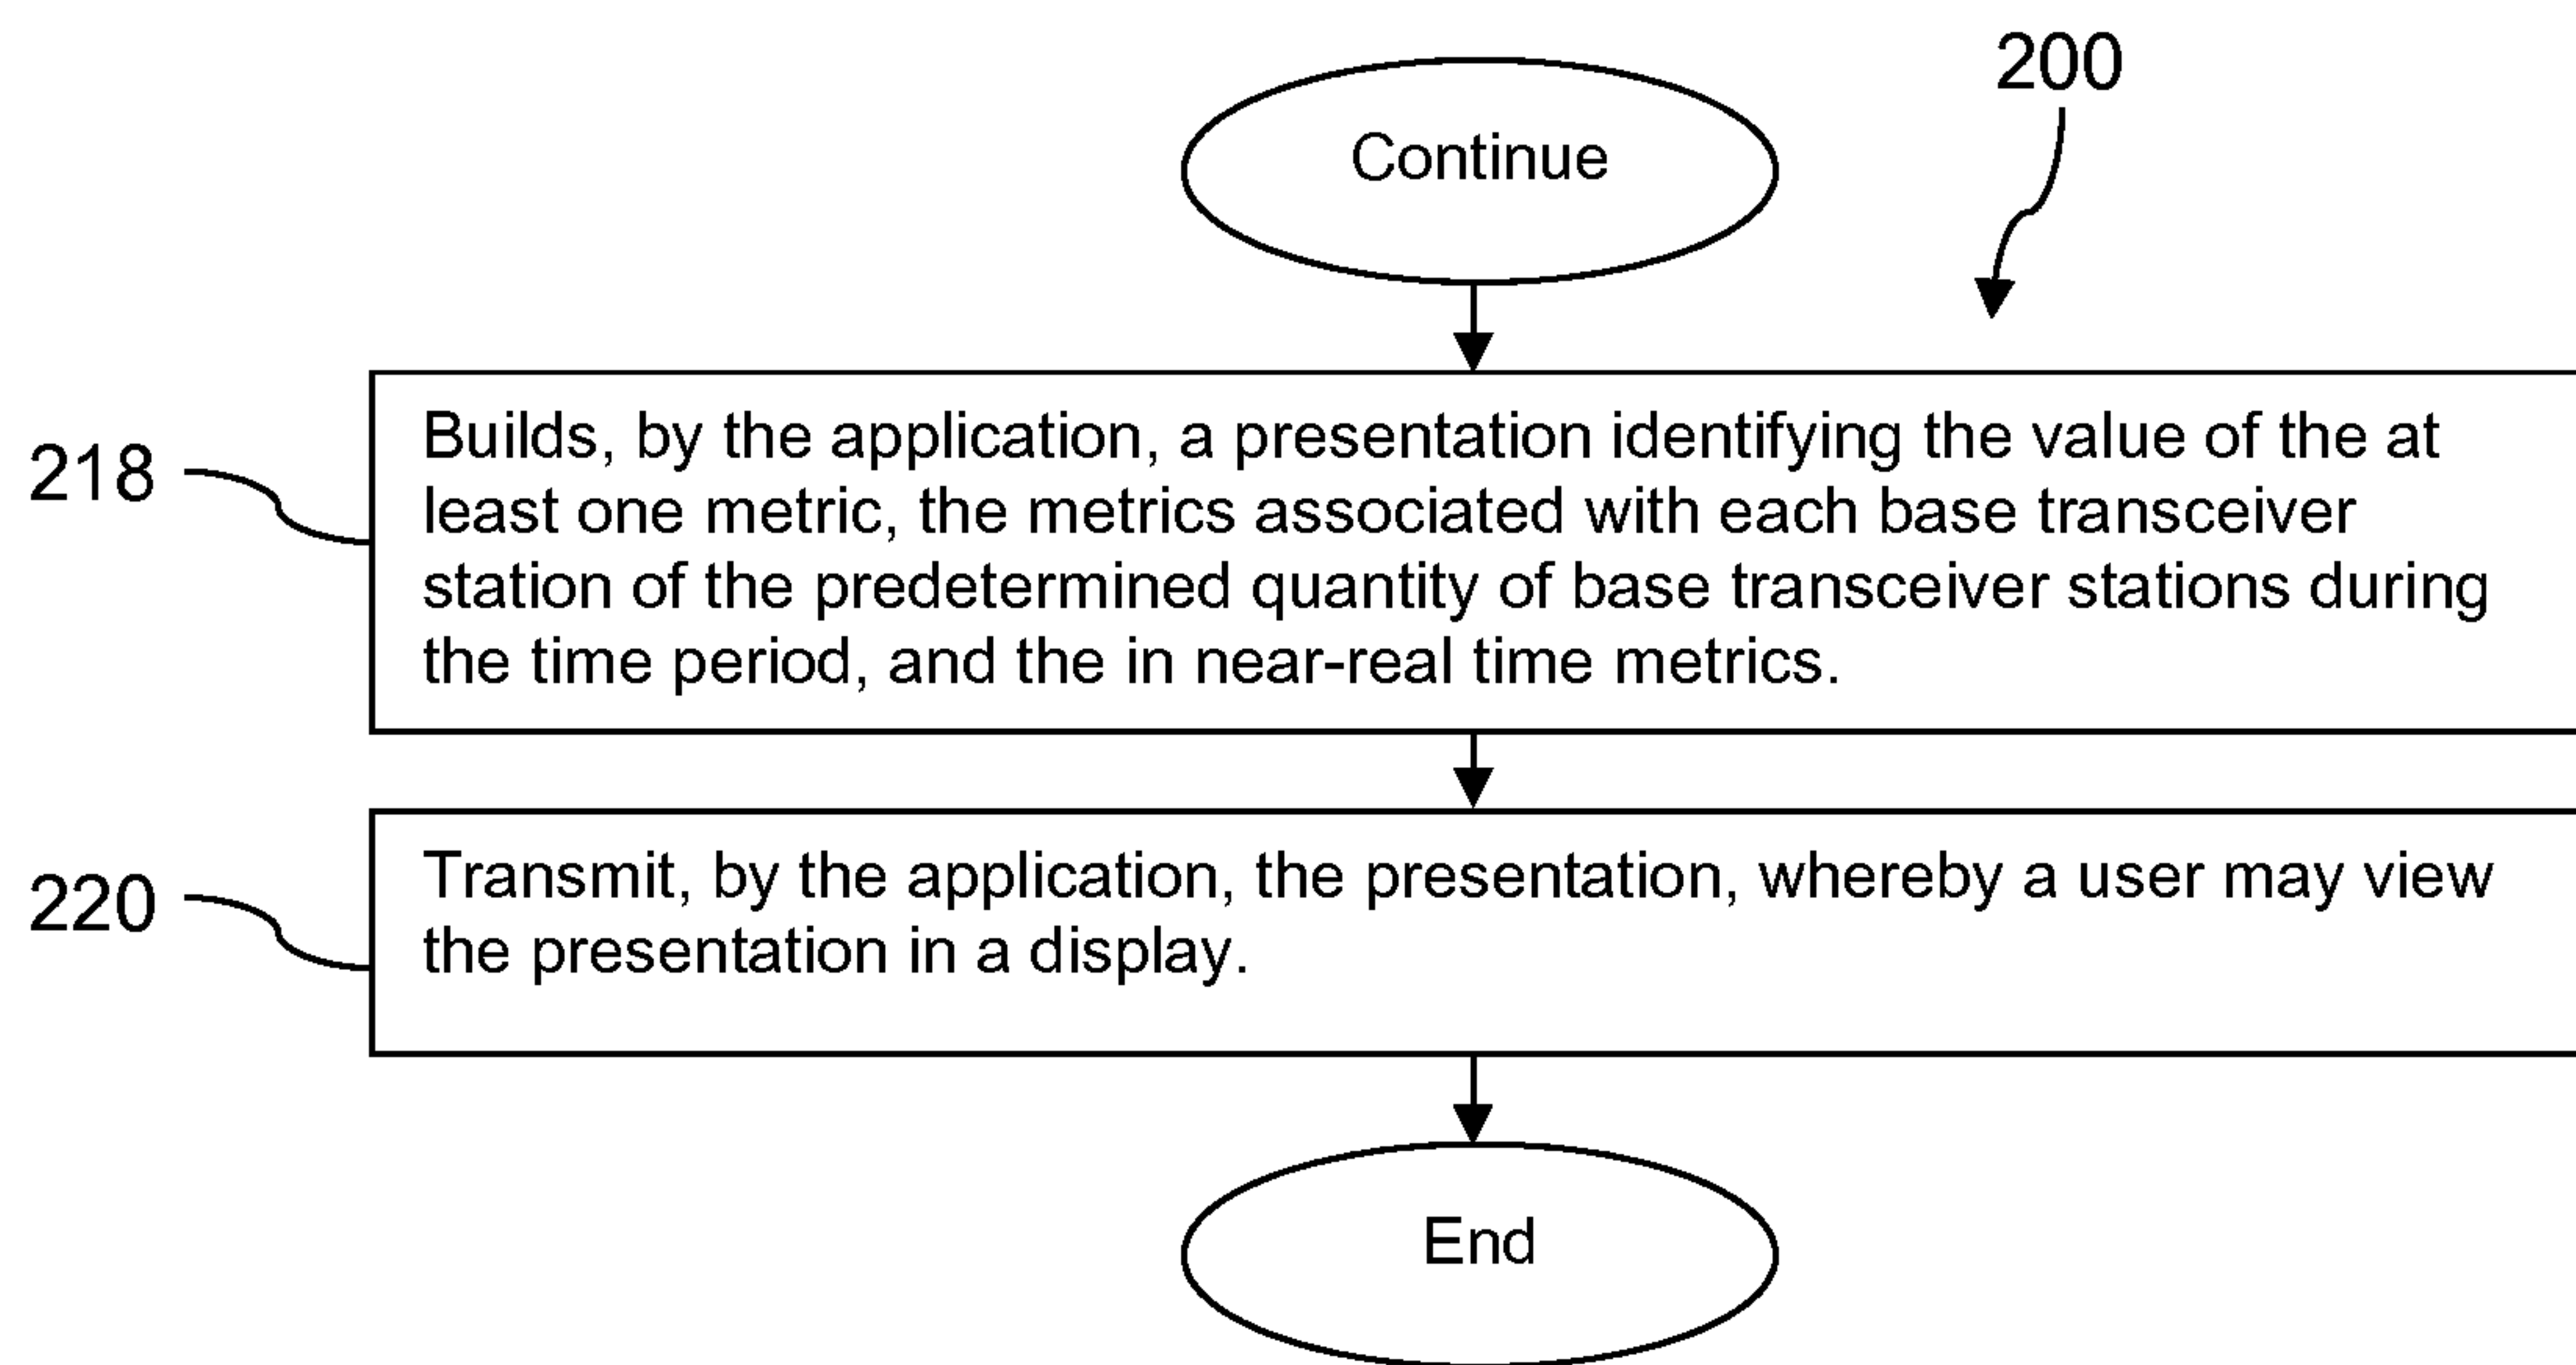 200
Continue
218
Builds, by the application, a presentation identifying the value of the at
least one metric, the metrics associated with each base transceiver
station of the predetermined quantity of base transceiver stations during
the time period, and the in near-real time metrics.
220
Transmit, by the application, the presentation, whereby a user may view
the presentation in a display.
End